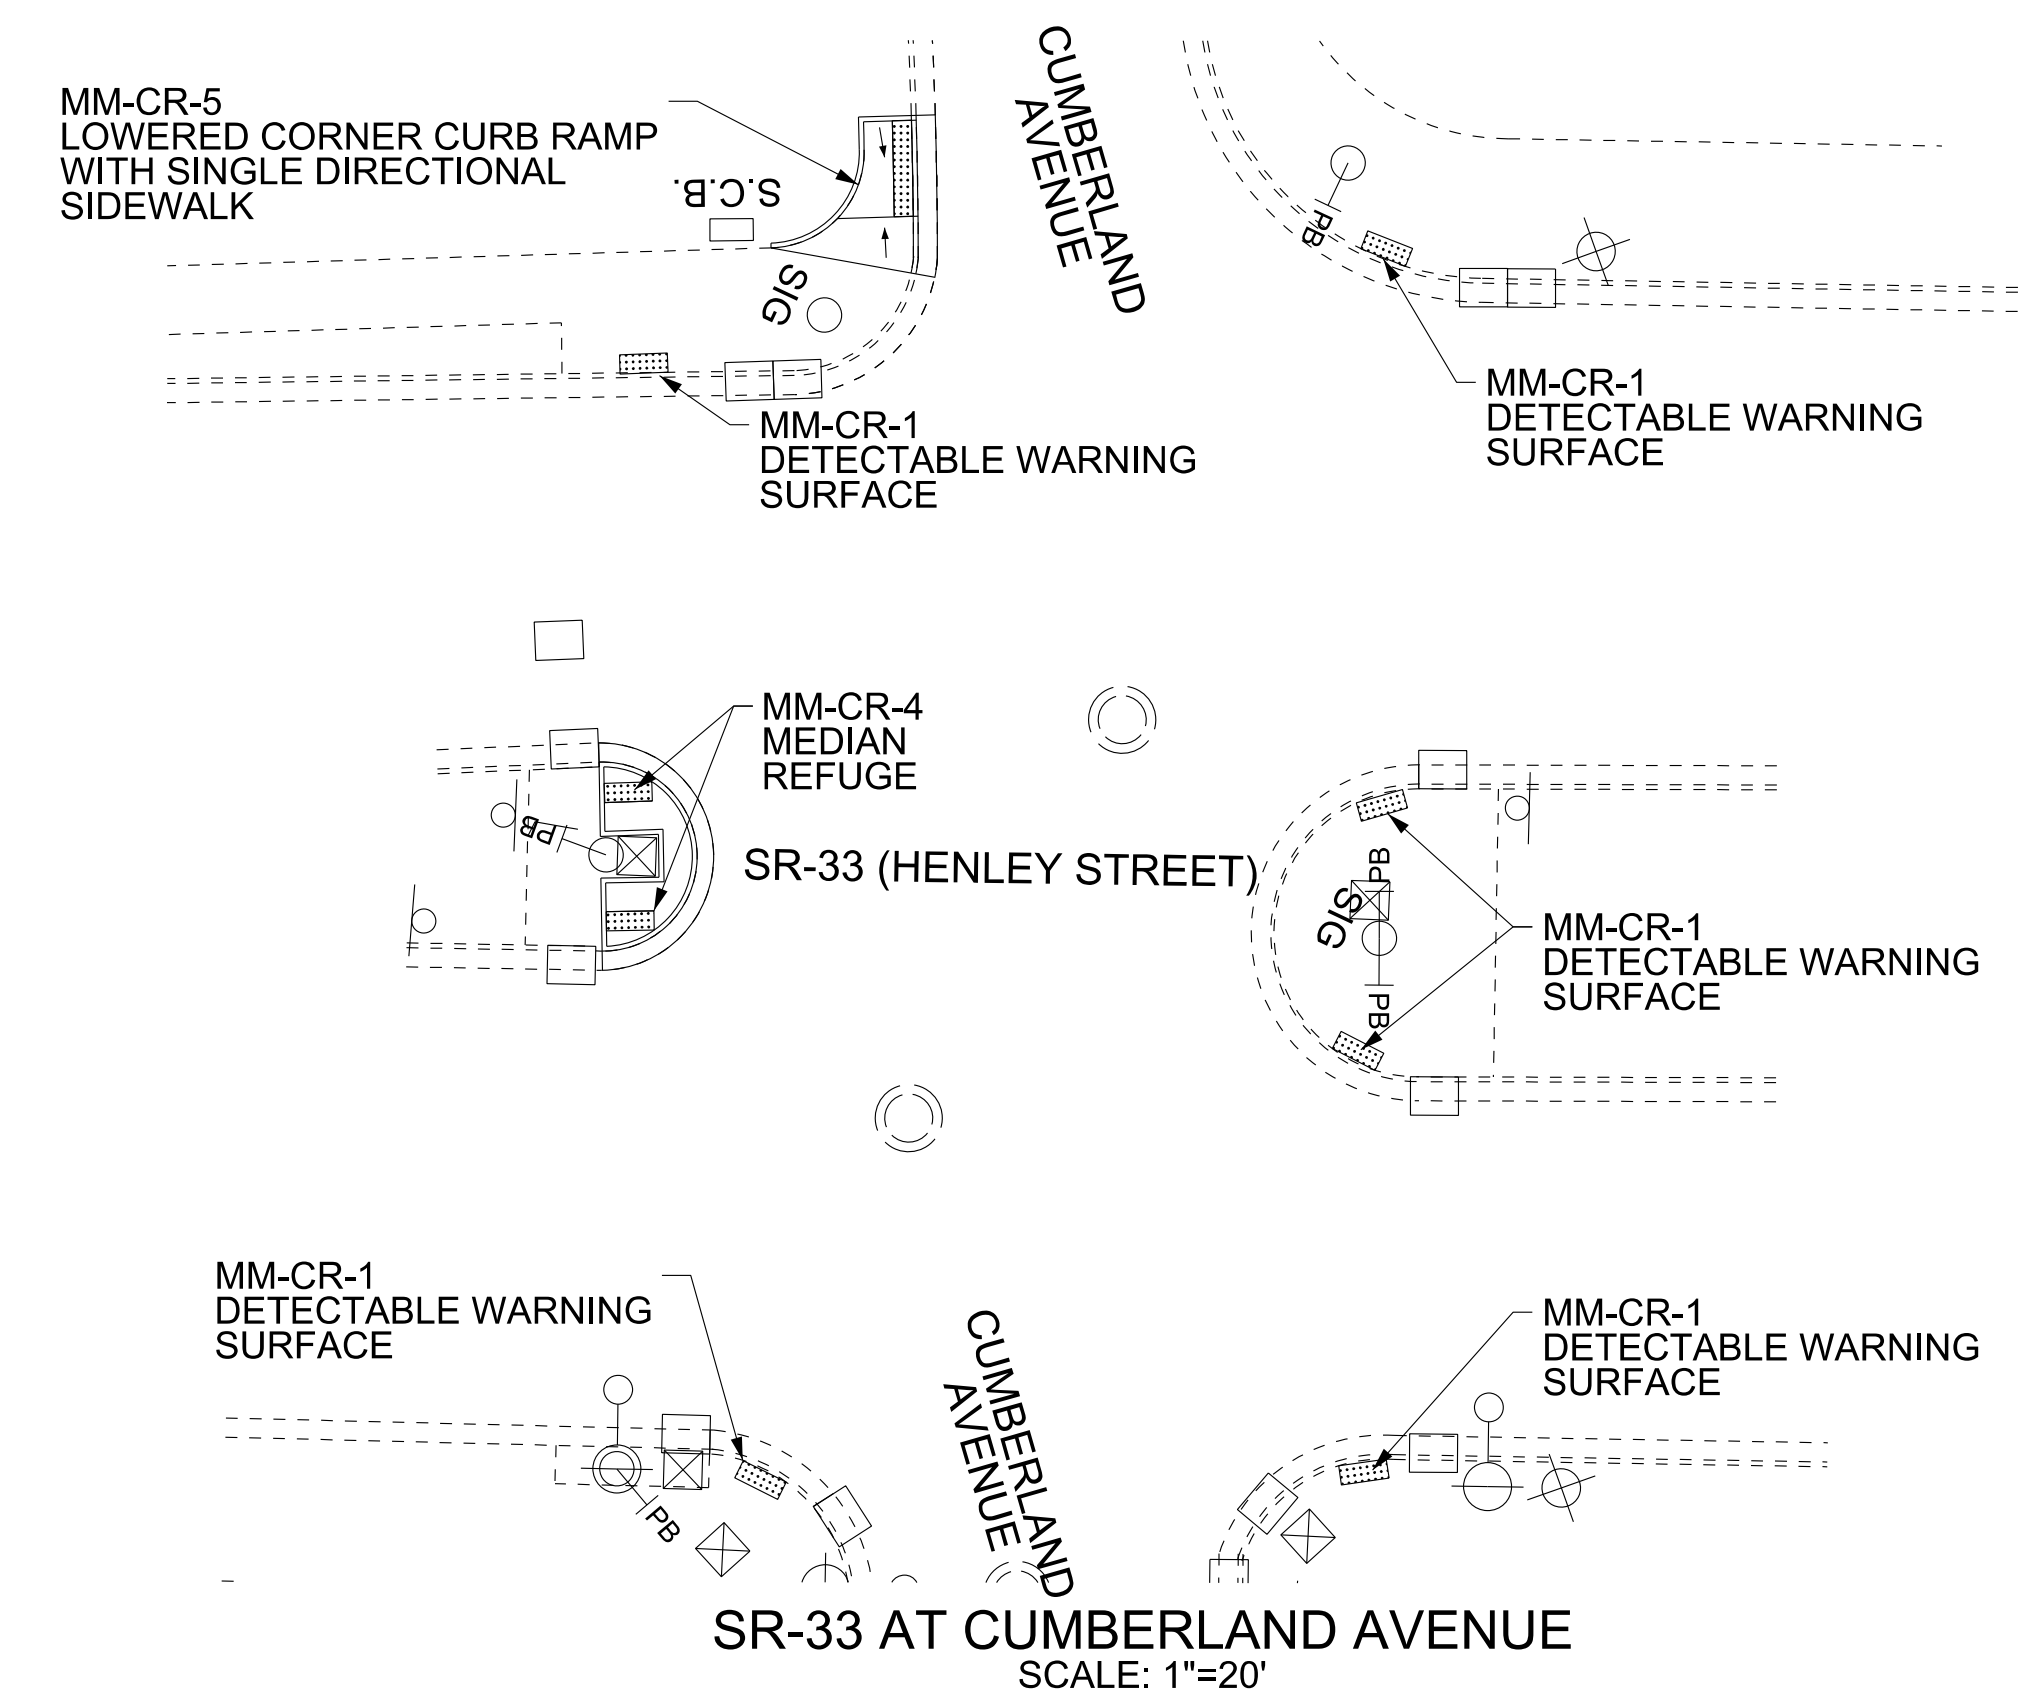 MM-CR-5
LOWERED CORNER CURB RAMP
WITH SINGLE DIRECTIONAL
SIDEWALK
S.C.B.
SIG
CUMBERLAND
AVENUE
PB
MM-CR-1
DETECTABLE WARNING
SURFACE
MM-CR-1
DETECTABLE WARNING
SURFACE
MM-CR-4
MEDIAN
REFUGE
PB
SR-33 (HENLEY STREET)
PB
SIG
PB
MM-CR-1
DETECTABLE WARNING
SURFACE
MM-CR-1
DETECTABLE WARNING
SURFACE
PB
CUMBERLAND
AVENUE
MM-CR-1
DETECTABLE WARNING
SURFACE
SR-33 AT CUMBERLAND AVENUE
SCALE: 1"=20'